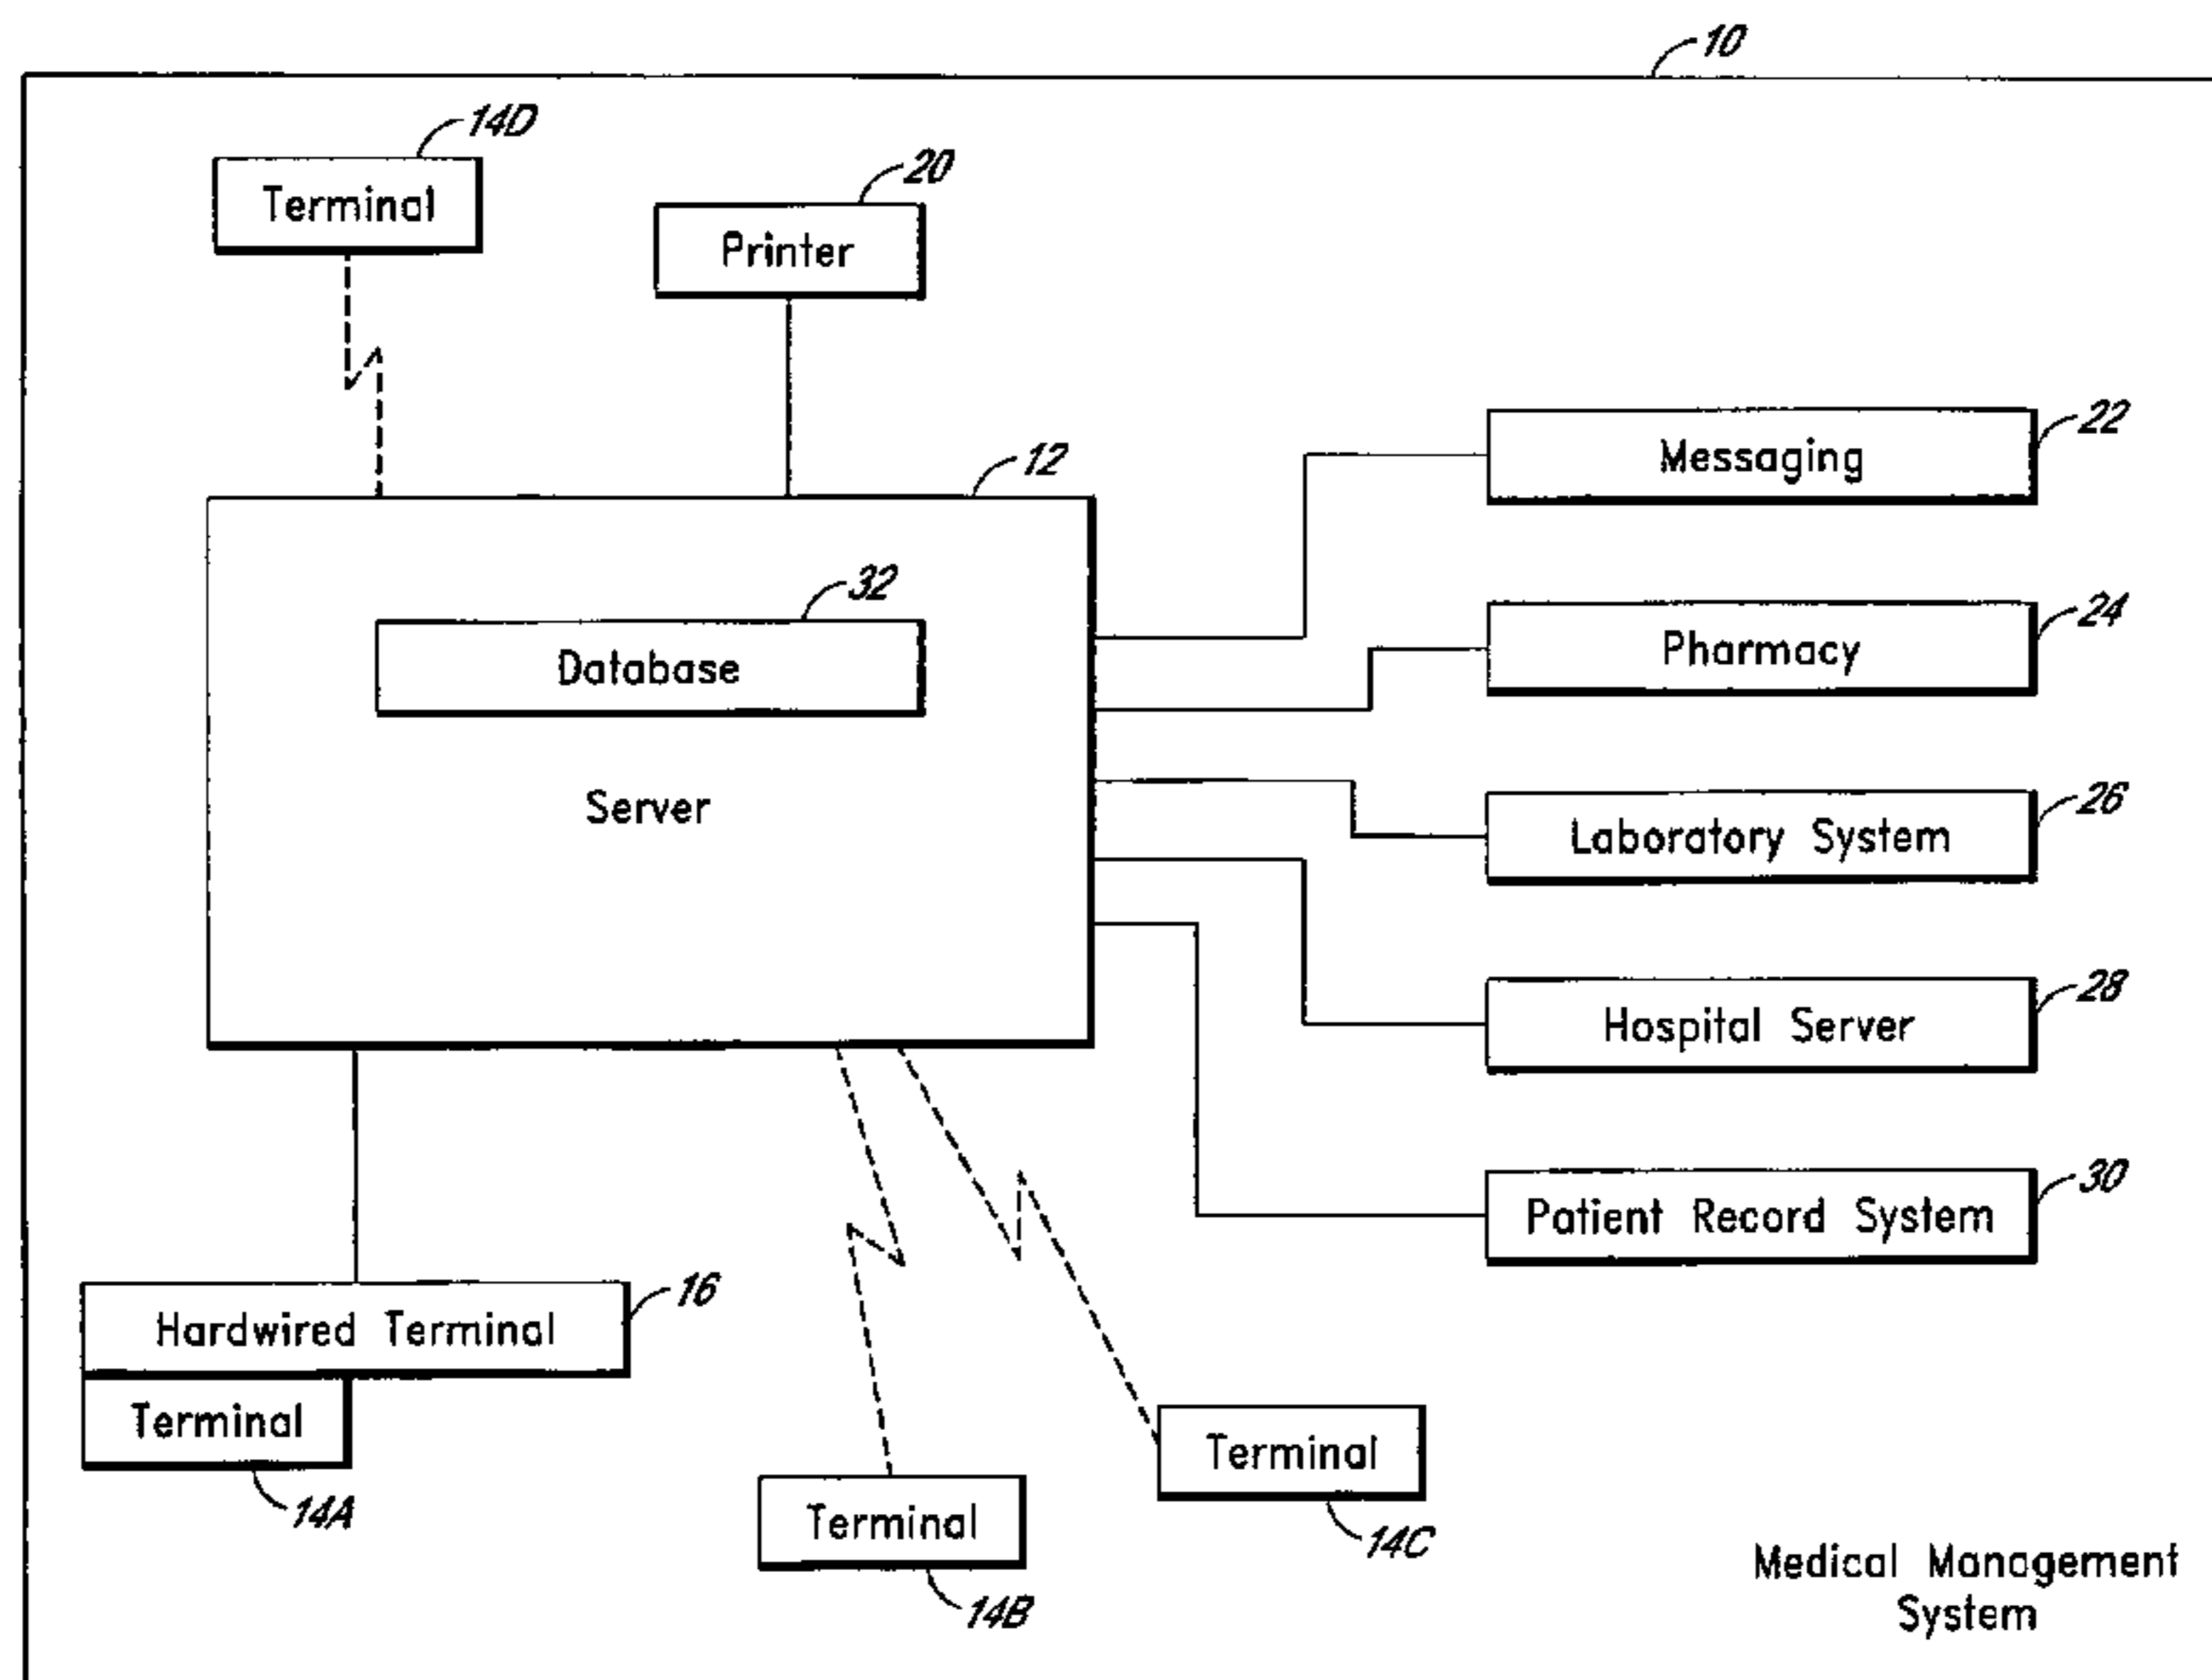 10
14D
Terminal
20
Printer
12
22
Messaging
32
Database
24
Pharmacy
Server
26
Laboratory System
28
Hospital Server
30
Patient Record System
16
Hardwired Terminal
Terminal
14A
Terminal
14C
Terminal
14B
Medical Management
System